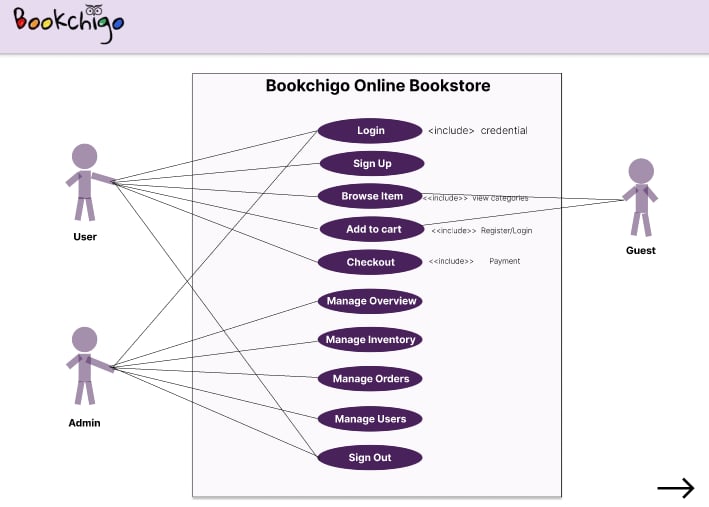 Bookchigo
Bookchigo Online Bookstore
Login <include> credential
Sign Up
Browse Item <<include>> view categories
Add to cart <<include>> Register/Login
Checkout <<include>> Payment
Manage Overview
Manage Inventory
Manage Orders
Manage Users
Sign Out
User
Admin
Guest